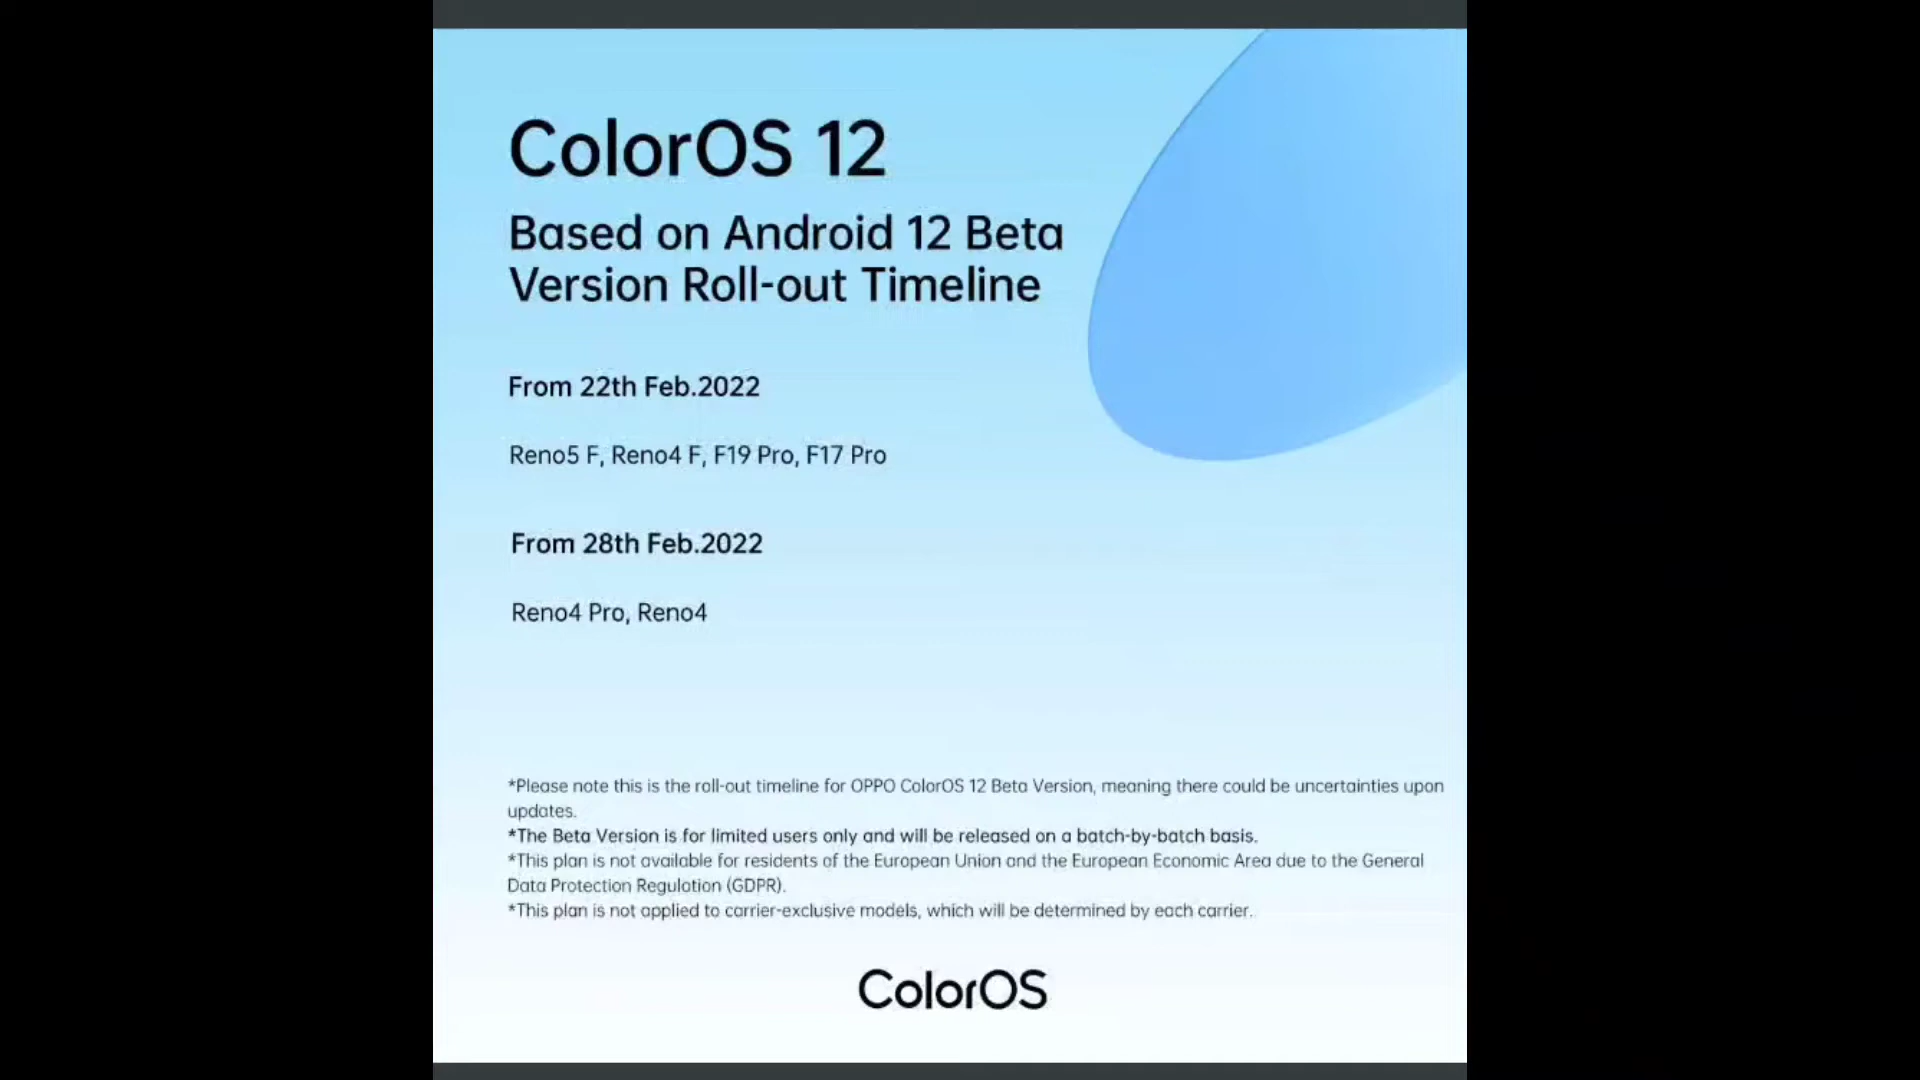 ColorOS 12
Based on Android 12 Beta
Version Roll-out Timeline
From 22th Feb.2022
Reno5 F, Reno4 F, F19 Pro, F17 Pro
From 28th Feb.2022
Reno4 Pro, Reno4
*Please note this is the roll-out timeline for OPPO ColorOS 12 Beta Version, meaning there could be uncertainties upon
updates.
*The Beta Version is for limited users only and will be released on a batch-by-batch basis.
*This plan is not available for residents of the European Union and the European Economic Area due to the General
Data Protection Regulation (GDPR).
*This plan is not applied to carrier-exclusive models, which will be determined by each carrier.
ColorOS